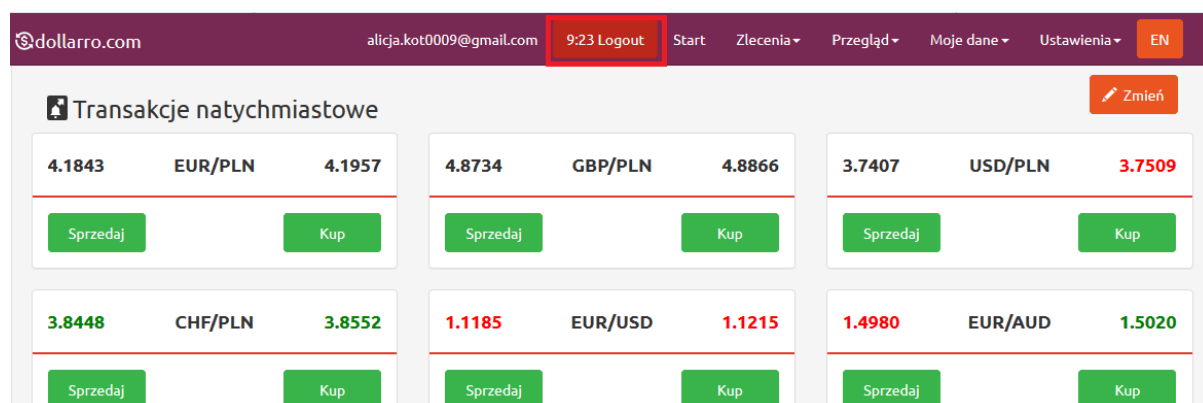 dollarro.com alicja.kot0009@gmail.com 9:23 Logout Start Zlecenia Przegląd Moje dane Ustawienia EN
Zmień
Transakcje natychmiastowe
4.1843 EUR/PLN 4.1957 4.8734 GBP/PLN 4.8866 3.7407 USD/PLN 3.7509
Sprzedaj Kup Sprzedaj Kup Sprzedaj Kup
3.8448 CHF/PLN 3.8552 1.1185 EUR/USD 1.1215 1.4980 EUR/AUD 1.5020
Sprzedaj Kup Sprzedaj Kup Sprzedaj Kup